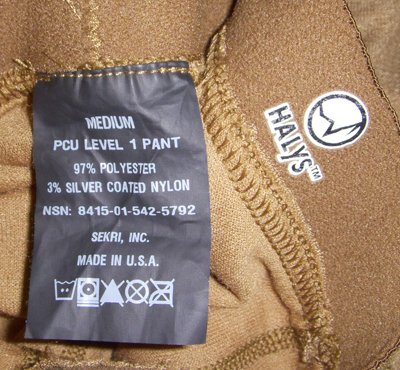 MEDIUM
PCU LEVEL 1 PANT
97% POLYESTER
3% SILVER COATED NYLON
NSN: 8415-01-542-5792
SEKRI, INC.
MADE IN U.S.A.
HALYS™